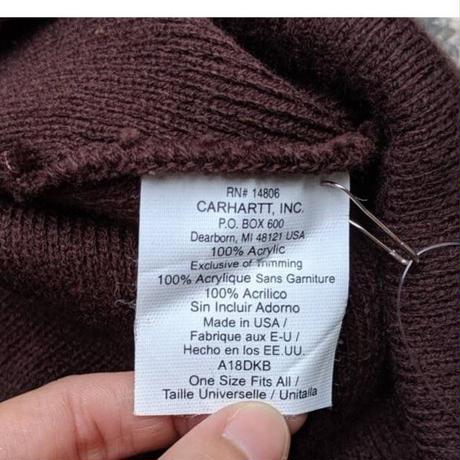 RN# 14806
CARHARTT, INC.
P.O. BOX 600
Dearborn, MI 48121 USA
100% Acrylic
Exclusive of Trimming
100% Acrylique Sans Garniture
100% Acrilico
Sin Incluir Adorno
Made in USA /
Fabrique aux E-U /
Hecho en los EE.UU.
A18DKB
One Size Fits All /
Taille Universelle / Unitalla